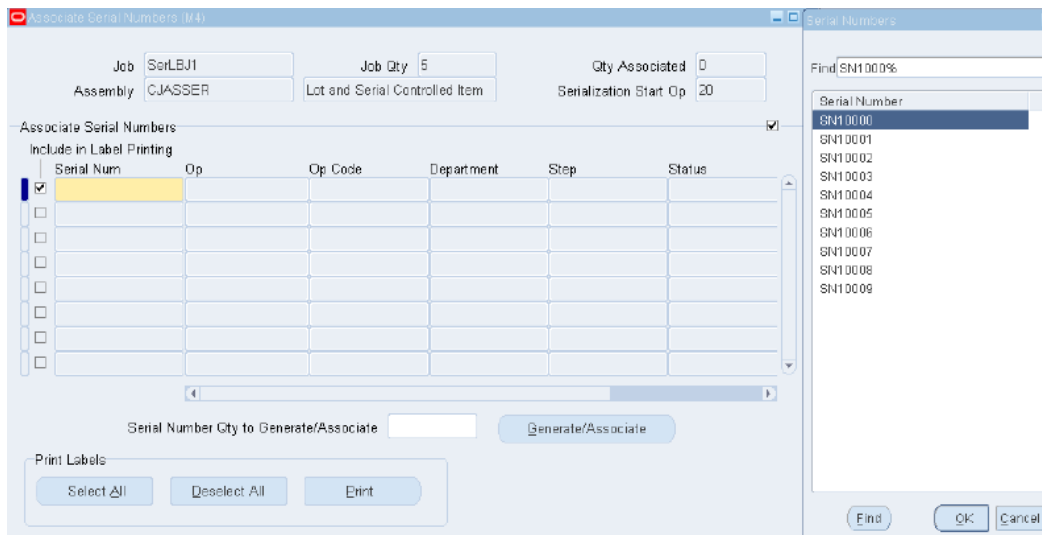 Associate Serial Numbers (M4)
Job SerLBJ1 Job Qty 5 Qty Associated 0
Assembly CJASSER Lot and Serial Controlled Item Serialization Start Op 20
Associate Serial Numbers
Include in Label Printing
Serial Num Op Op Code Department Step Status
Serial Number Qty to Generate/Associate Generate/Associate
Print Labels
Select All Deselect All Print
Serial Numbers
Find SN1000%
Serial Number
SN10000
SN10001
SN10002
SN10003
SN10004
SN10005
SN10006
SN10007
SN10008
SN10009
Find OK Cancel